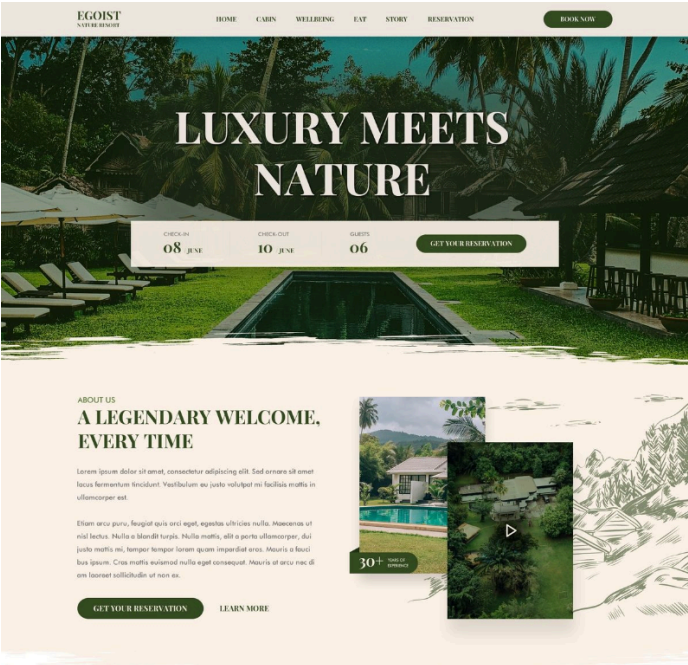 EGOIST
NATURE RESORT
HOME CABIN WELLBEING EAT STORY RESERVATION
BOOK NOW
LUXURY MEETS
NATURE
CHECK-IN
08 JUNE
CHECK-OUT
10 JUNE
GUESTS
06
GET YOUR RESERVATION
ABOUT US
A LEGENDARY WELCOME,
EVERY TIME
Lorem ipsum dolor sit amet, consectetur adipiscing elit. Sed ornare sit amet
lacus fermentum tincidunt. Vestibulum eu justo volutpat mi facilisis mattis in
ullamcorper est.
Etiam arcu puru, feugiat quis orci eget, egestas ultricies nulla. Maecenas ut
nisl lectus. Nulla a blandit turpis. Nulla mattis, elit a porta ullamcorper, dui
justo mattis mi, tempor tempor lorem quam imperdiet eros. Mauris a fauci
bus ipsum. Cras mattis euismod nulla eget consequat. Mauris at arcu nec di
am laoreet sollicitudin ut non ex.
30+ YEARS OF
EXPERIENCE
GET YOUR RESERVATION LEARN MORE